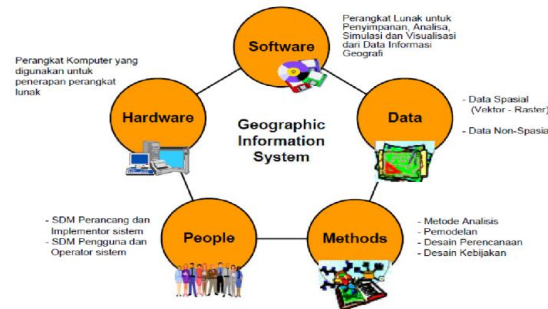 Software
Perangkat Lunak untuk
Penyimpanan, Analisa,
Simulasi dan Visualisasi
dari Data Informasi
Geografi
Perangkat Komputer yang
digunakan untuk
penerapan perangkat
lunak
Hardware
Geographic
Information
System
Data
- Data Spasial
(Vektor - Raster)
- Data Non-Spasial
- SDM Perancang dan
Implementor sistem
- SDM Pengguna dan
Operator sistem
People
Methods
- Metode Analisis
- Pemodelan
- Desain Perencanaan
- Desain Kebijakan